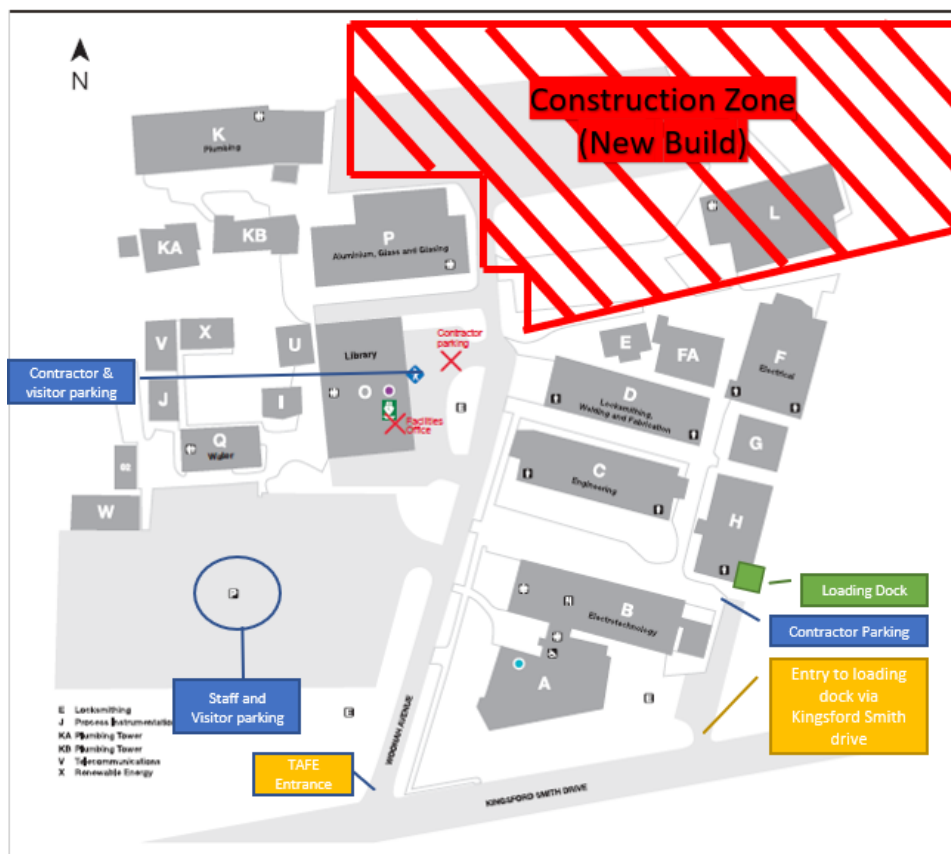 N
Construction Zone
(New Build)
K
Plumbing
L
KA
KB
P
Aluminium, Glass and Glazing
V
X
U
Library
Contractor
parking
E
FA
F
Electrical
Contractor &
visitor parking
J
I
O
Facilities
Office
D
Locksmithing,
Welding and Fabrication
G
Q
C
Engineering
H
W
P
Loading Dock
B
Electrotechnology
Contractor Parking
A
Entry to loading
dock via
Kingsford Smith
drive
Staff and
Visitor parking
E Locksmithing
J Process Instrumentation
KA Plumbing Tower
KB Plumbing Tower
V Telecommunications
X Renewable Energy
WOONAH AVENUE
TAFE
Entrance
KINGSFORD SMITH DRIVE